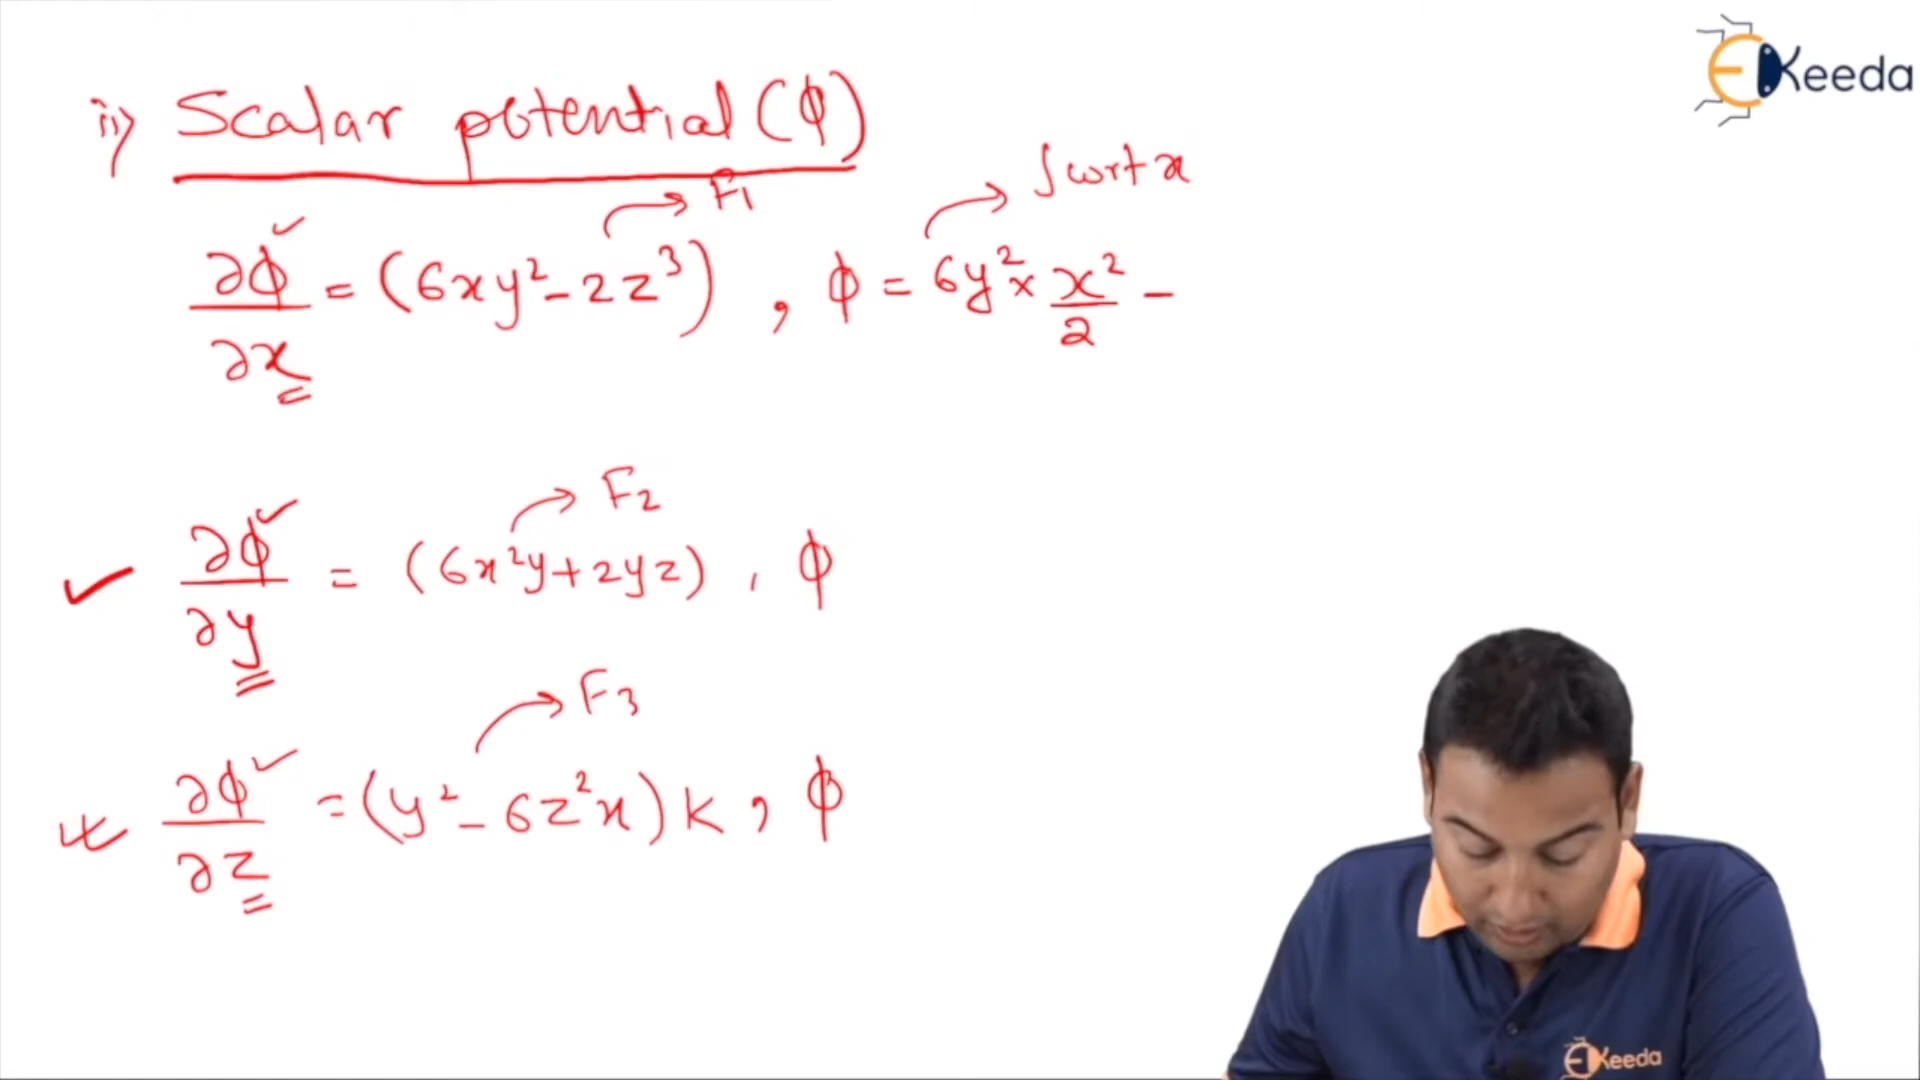 EKeeda
ii) Scalar potential (ϕ)
∫ wrt x
F₁
∂ϕ/∂x = (6xy² - 2z³) , ϕ = 6y² × x²/2 -
F₂
∂ϕ/∂y = (6x²y + 2yz) , ϕ
F₃
∂ϕ/∂z = (y² - 6z²x) k , ϕ
EKeeda